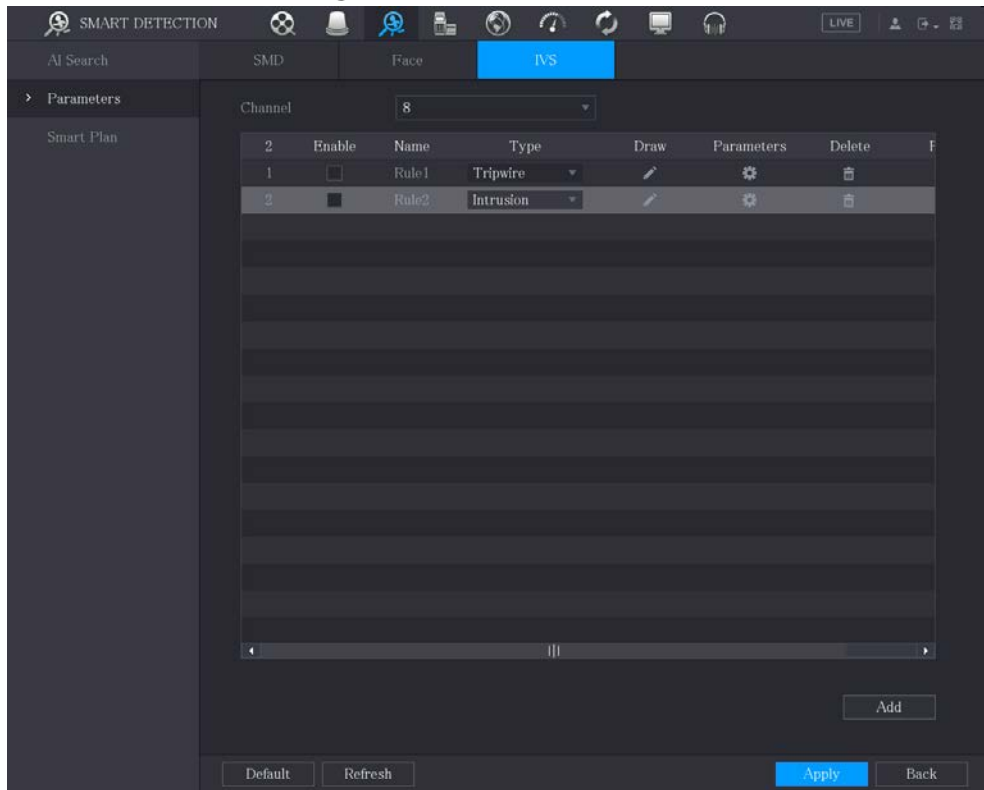 SMART DETECTION LIVE
AI Search SMD Face IVS
Parameters
Channel 8
Smart Plan
2 Enable Name Type Draw Parameters Delete
1 Rule1 Tripwire
2 Rule2 Intrusion
Add
Default Refresh Apply Back